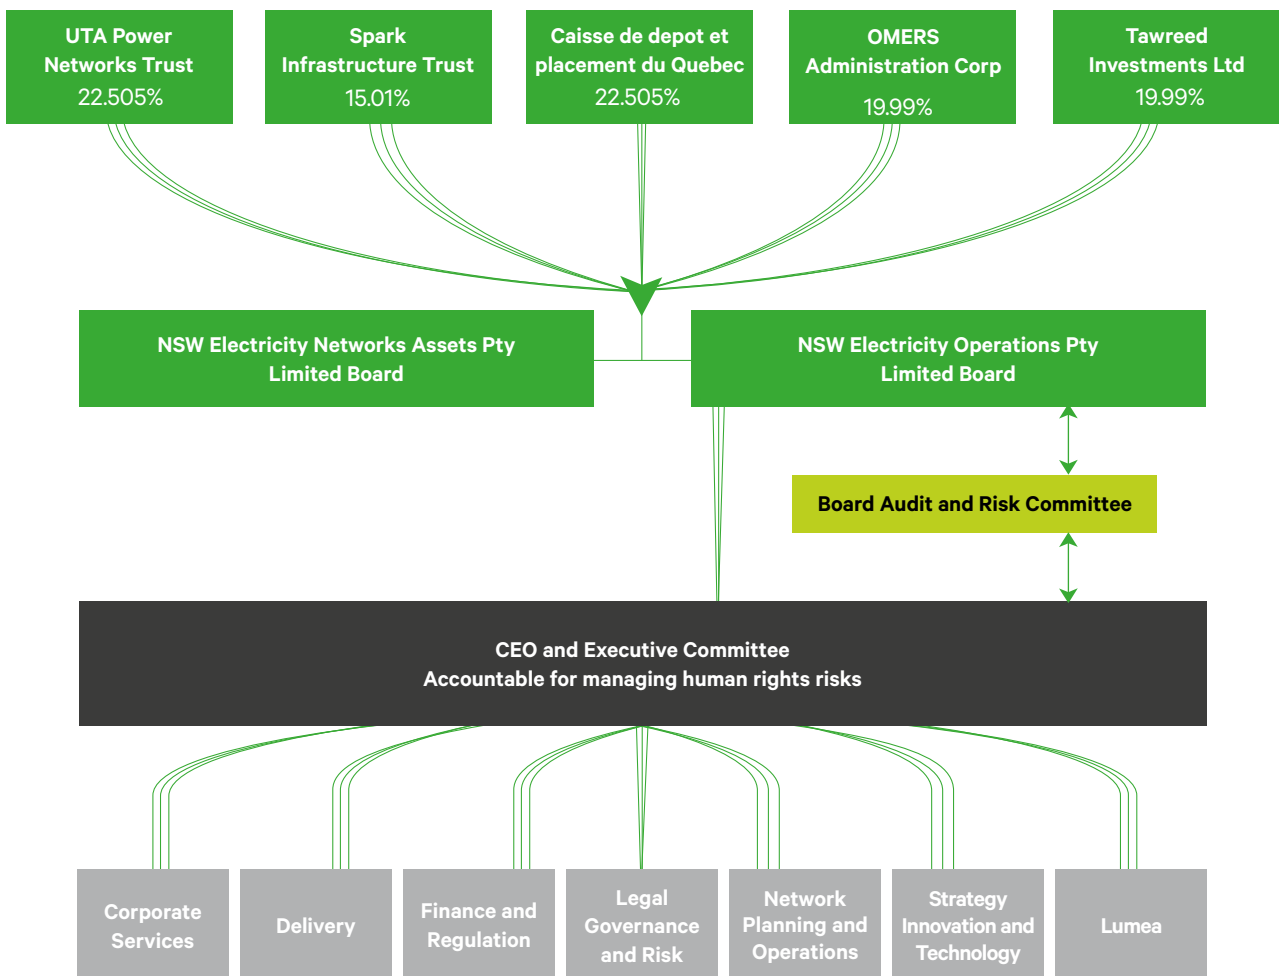 UTA Power
Networks Trust
22.505%
Spark
Infrastructure Trust
15.01%
Caisse de depot et
placement du Quebec
22.505%
OMERS
Administration Corp
19.99%
Tawreed
Investments Ltd
19.99%
NSW Electricity Networks Assets Pty
Limited Board
NSW Electricity Operations Pty
Limited Board
Board Audit and Risk Committee
CEO and Executive Committee
Accountable for managing human rights risks
Corporate
Services
Delivery
Finance and
Regulation
Legal
Governance
and Risk
Network
Planning and
Operations
Strategy
Innovation and
Technology
Lumea